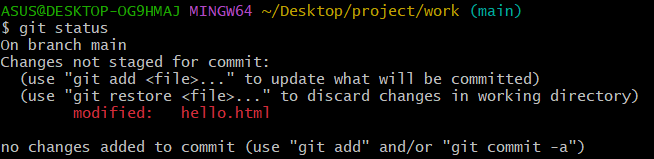 ASUS@DESKTOP-OG9HMAJ MINGW64 ~/Desktop/project/work (main)
$ git status
On branch main
Changes not staged for commit:
  (use "git add <file>..." to update what will be committed)
  (use "git restore <file>..." to discard changes in working directory)
        modified:   hello.html
no changes added to commit (use "git add" and/or "git commit -a")